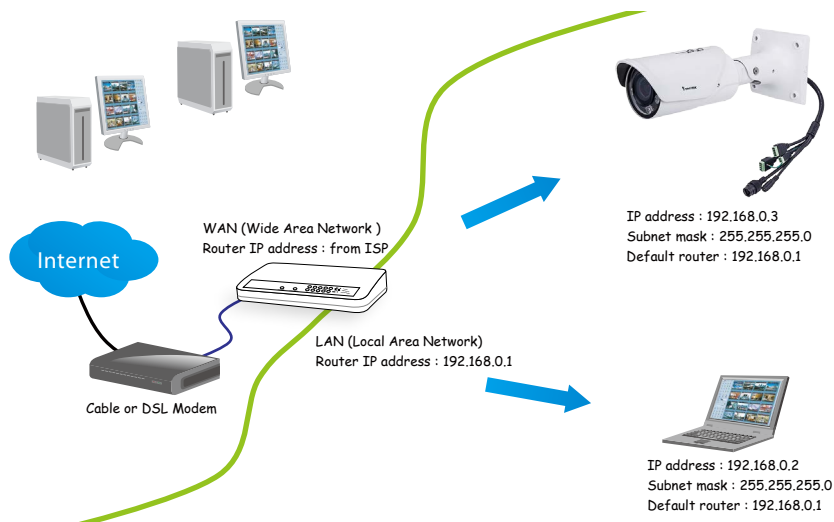 WAN (Wide Area Network )
Router IP address : from ISP
Internet
LAN (Local Area Network)
Router IP address : 192.168.0.1
Cable or DSL Modem
IP address : 192.168.0.3
Subnet mask : 255.255.255.0
Default router : 192.168.0.1
IP address : 192.168.0.2
Subnet mask : 255.255.255.0
Default router : 192.168.0.1